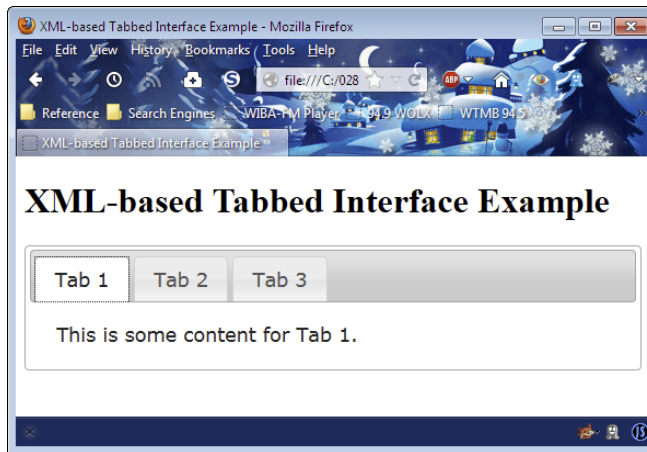 XML-based Tabbed Interface Example - Mozilla Firefox
File Edit View History Bookmarks Tools Help
S file:///C:/028 ABP
Reference Search Engines WIBA-FM Player 94.9 WOLX WTMB 94.5
XML-based Tabbed Interface Example
XML-based Tabbed Interface Example
Tab 1 Tab 2 Tab 3
This is some content for Tab 1.
JS